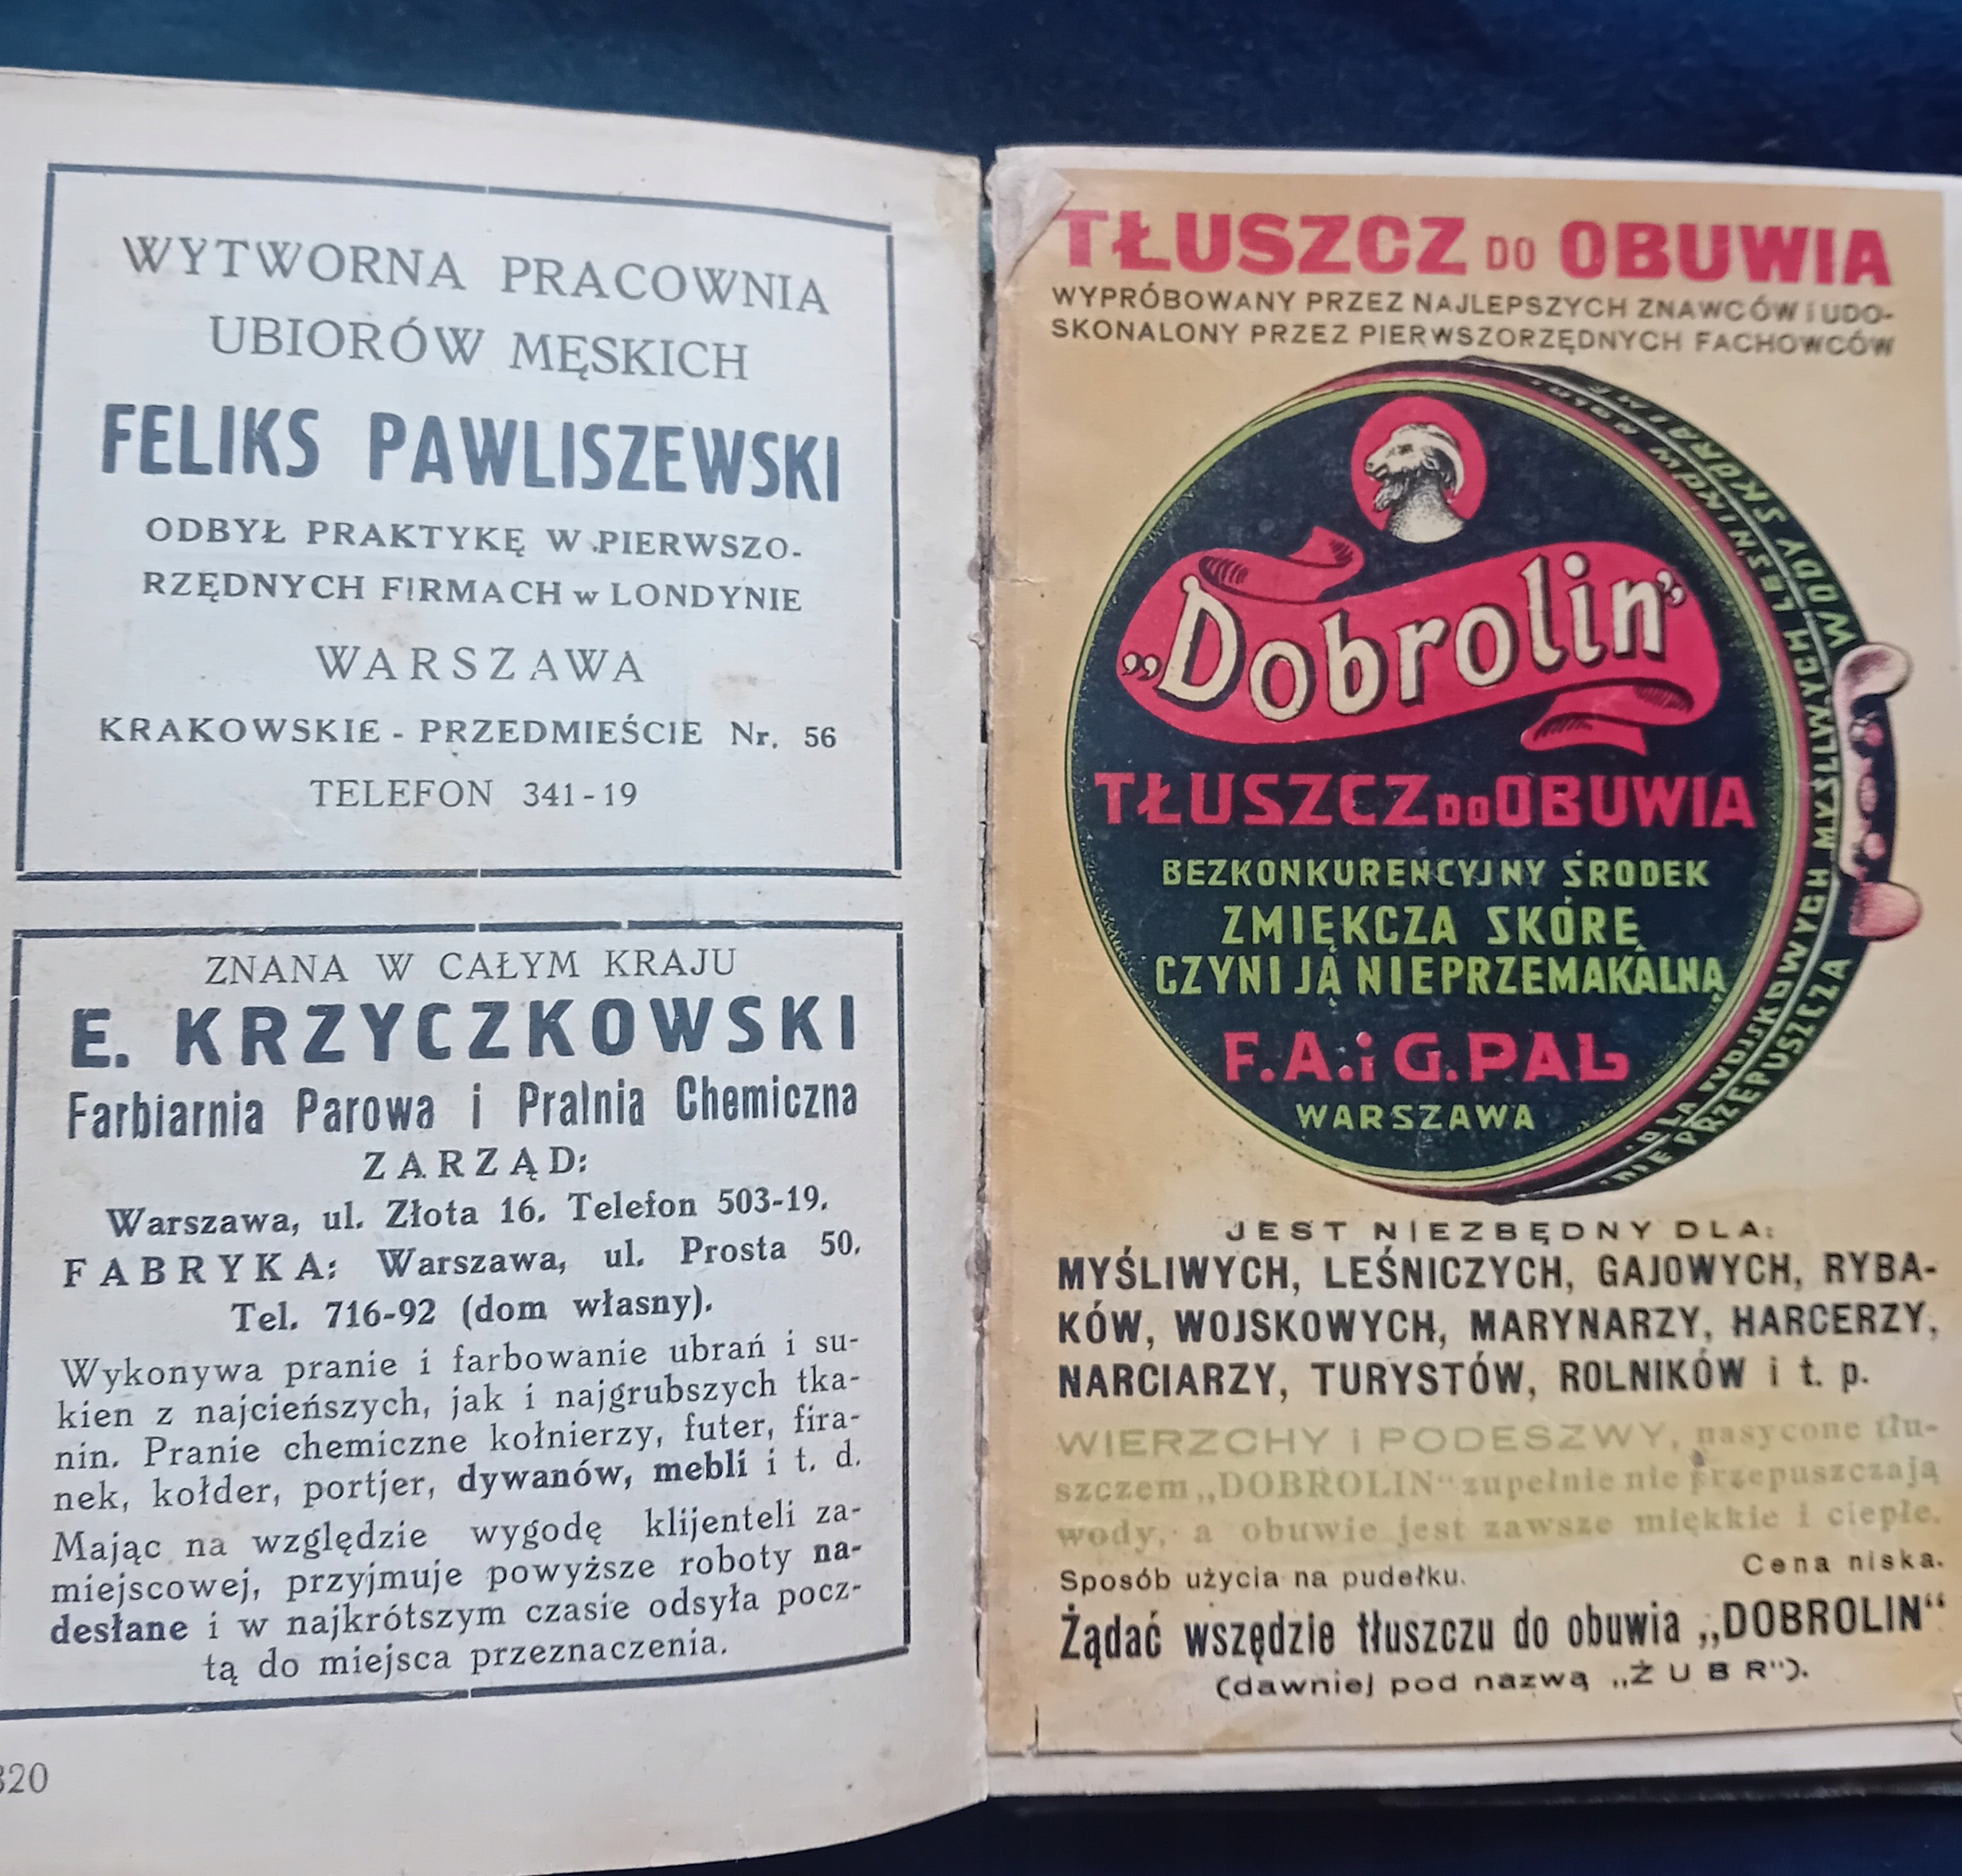 WYTWORNA PRACOWNIA
UBIORÓW MĘSKICH
FELIKS PAWLISZEWSKI
ODBYŁ PRAKTYKĘ W PIERWSZO-
RZĘDNYCH FIRMACH w LONDYNIE
WARSZAWA
KRAKOWSKIE - PRZEDMIEŚCIE Nr. 56
TELEFON 341-19
ZNANA W CAŁYM KRAJU
E. KRZYCZKOWSKI
Farbiarnia Parowa i Pralnia Chemiczna
ZARZĄD:
Warszawa, ul. Złota 16. Telefon 503-19.
FABRYKA: Warszawa, ul. Prosta 50.
Tel. 716-92 (dom własny).
Wykonywa pranie i farbowanie ubrań i su-
kien z najcieńszych, jak i najgrubszych tka-
nin. Pranie chemiczne kołnierzy, futer, fira-
nek, kołder, portjer, dywanów, mebli i t. d.
Mając na względzie wygodę klijenteli za-
miejscowej, przyjmuje powyższe roboty na-
desłane i w najkrótszym czasie odsyła pocz-
tą do miejsca przeznaczenia.
320
TŁUSZCZ DO OBUWIA
WYPRÓBOWANY PRZEZ NAJLEPSZYCH ZNAWCÓW i UDO-
SKONALONY PRZEZ PIERWSZORZĘDNYCH FACHOWCÓW
„Dobrolin”
TŁUSZCZ DO OBUWIA
BEZKONKURENCYJNY ŚRODEK
ZMIĘKCZA SKÓRĘ
CZYNI JĄ NIEPRZEMAKALNĄ
F. A. i G. PAL
WARSZAWA
DLA WOJSKOWYCH MYŚLIWYCH LEŚNIKÓW
NIE PRZEPUSZCZA WODY SKÓRA
JEST NIEZBĘDNY DLA:
MYŚLIWYCH, LEŚNICZYCH, GAJOWYCH, RYBA-
KÓW, WOJSKOWYCH, MARYNARZY, HARCERZY,
NARCIARZY, TURYSTÓW, ROLNIKÓW i t. p.
WIERZCHY i PODESZWY, nasycone tłu-
szczem „DOBROLIN“ zupełnie nie przepuszczają
wody, a obuwie jest zawsze miękkie i ciepłe.
Sposób użycia na pudełku. Cena niska.
Żądać wszędzie tłuszczu do obuwia „DOBROLIN“
(dawniej pod nazwą „ŻUBR”).